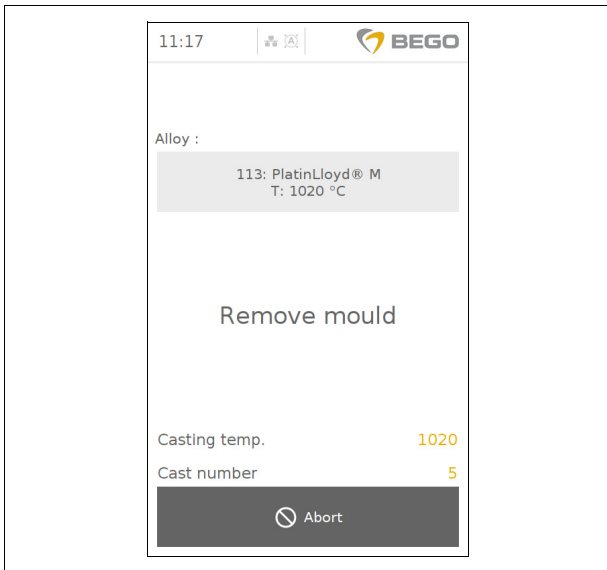 11:17
A
BEGO
Alloy :
113: PlatinLloyd® M
T: 1020 °C
Remove mould
Casting temp. 1020
Cast number 5
Abort